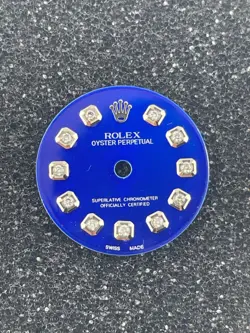 ROLEX
OYSTER PERPETUAL
SUPERLATIVE CHRONOMETER
OFFICIALLY CERTIFIED
SWISS MADE